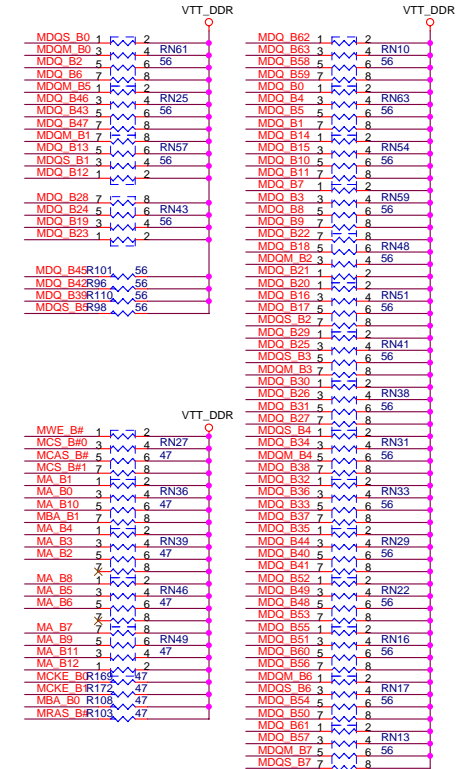 VTT_DDR
MDQS_B0 1 2
MDQM_B0 3 4 RN61
MDQ_B2 5 6 56
MDQ_B6 7 8
MDQM_B5 1 2
MDQ_B46 3 4 RN25
MDQ_B43 5 6 56
MDQ_B47 7 8
MDQM_B1 7 8
MDQ_B13 5 6 RN57
MDQS_B1 3 4 56
MDQ_B12 1 2
MDQ_B28 7 8
MDQ_B24 5 6 RN43
MDQ_B19 3 4 56
MDQ_B23 1 2
MDQ_B45 R101 56
MDQ_B42 R96 56
MDQ_B39 R110 56
MDQS_B5 R98 56
VTT_DDR
MWE_B# 1 2
MCS_B#0 3 4 RN27
MCAS_B# 5 6 47
MCS_B#1 7 8
MA_B1 1 2
MA_B0 3 4 RN36
MA_B10 5 6 47
MBA_B1 7 8
MA_B4 1 2
MA_B3 3 4 RN39
MA_B2 5 6 47
7 8
MA_B8 1 2
MA_B5 3 4 RN46
MA_B6 5 6 47
7 8
MA_B7 7 8
MA_B9 5 6 RN49
MA_B11 3 4 47
MA_B12 1 2
MCKE_B0 R169 47
MCKE_B1 R172 47
MBA_B0 R108 47
MRAS_B# R103 47
VTT_DDR
MDQ_B62 1 2
MDQ_B63 3 4 RN10
MDQ_B58 5 6 56
MDQ_B59 7 8
MDQ_B0 1 2
MDQ_B4 3 4 RN63
MDQ_B5 5 6 56
MDQ_B1 7 8
MDQ_B14 1 2
MDQ_B15 3 4 RN54
MDQ_B10 5 6 56
MDQ_B11 7 8
MDQ_B7 1 2
MDQ_B3 3 4 RN59
MDQ_B8 5 6 56
MDQ_B9 7 8
MDQ_B22 7 8
MDQ_B18 5 6 RN48
MDQM_B2 3 4 56
MDQ_B21 1 2
MDQ_B20 1 2
MDQ_B16 3 4 RN51
MDQ_B17 5 6 56
MDQS_B2 7 8
MDQ_B29 1 2
MDQ_B25 3 4 RN41
MDQS_B3 5 6 56
MDQM_B3 7 8
MDQ_B30 1 2
MDQ_B26 3 4 RN38
MDQ_B31 5 6 56
MDQ_B27 7 8
MDQS_B4 1 2
MDQ_B34 3 4 RN31
MDQM_B4 5 6 56
MDQ_B38 7 8
MDQ_B32 1 2
MDQ_B36 3 4 RN33
MDQ_B33 5 6 56
MDQ_B37 7 8
MDQ_B35 1 2
MDQ_B44 3 4 RN29
MDQ_B40 5 6 56
MDQ_B41 7 8
MDQ_B52 1 2
MDQ_B49 3 4 RN22
MDQ_B48 5 6 56
MDQ_B53 7 8
MDQ_B55 1 2
MDQ_B51 3 4 RN16
MDQ_B60 5 6 56
MDQ_B56 7 8
MDQM_B6 1 2
MDQS_B6 3 4 RN17
MDQ_B54 5 6 56
MDQ_B50 7 8
MDQ_B61 1 2
MDQ_B57 3 4 RN13
MDQM_B7 5 6 56
MDQS_B7 7 8